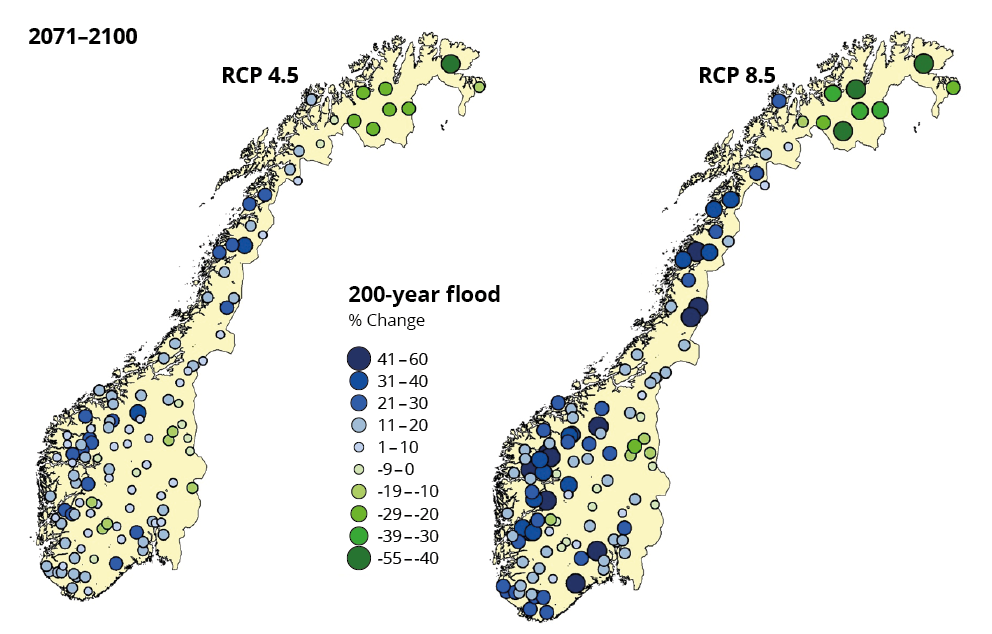 2071–2100
RCP 4.5
RCP 8.5
200-year flood
% Change
41–60
31–40
21–30
11–20
1–10
-9–0
-19–-10
-29–-20
-39–-30
-55–-40